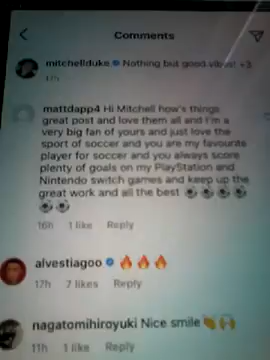 Comments
mitchellduke Nothing but good vibes! <3
17h
mattdapp4 Hi Mitchell how's things
great post and love them all and I'm a
very big fan of yours and just love the
sport of soccer and you are my favourite
player for soccer and you always score
plenty of goals on my PlayStation and
Nintendo switch games and keep up the
great work and all the best ⚽ ⚽ ⚽ ⚽
⚽ ⚽
16h 1 like Reply
alvestiagoo 🔥 🔥 🔥
17h 7 likes Reply
nagatomihiroyuki Nice smile 👏 🙌
11h 1 like Reply